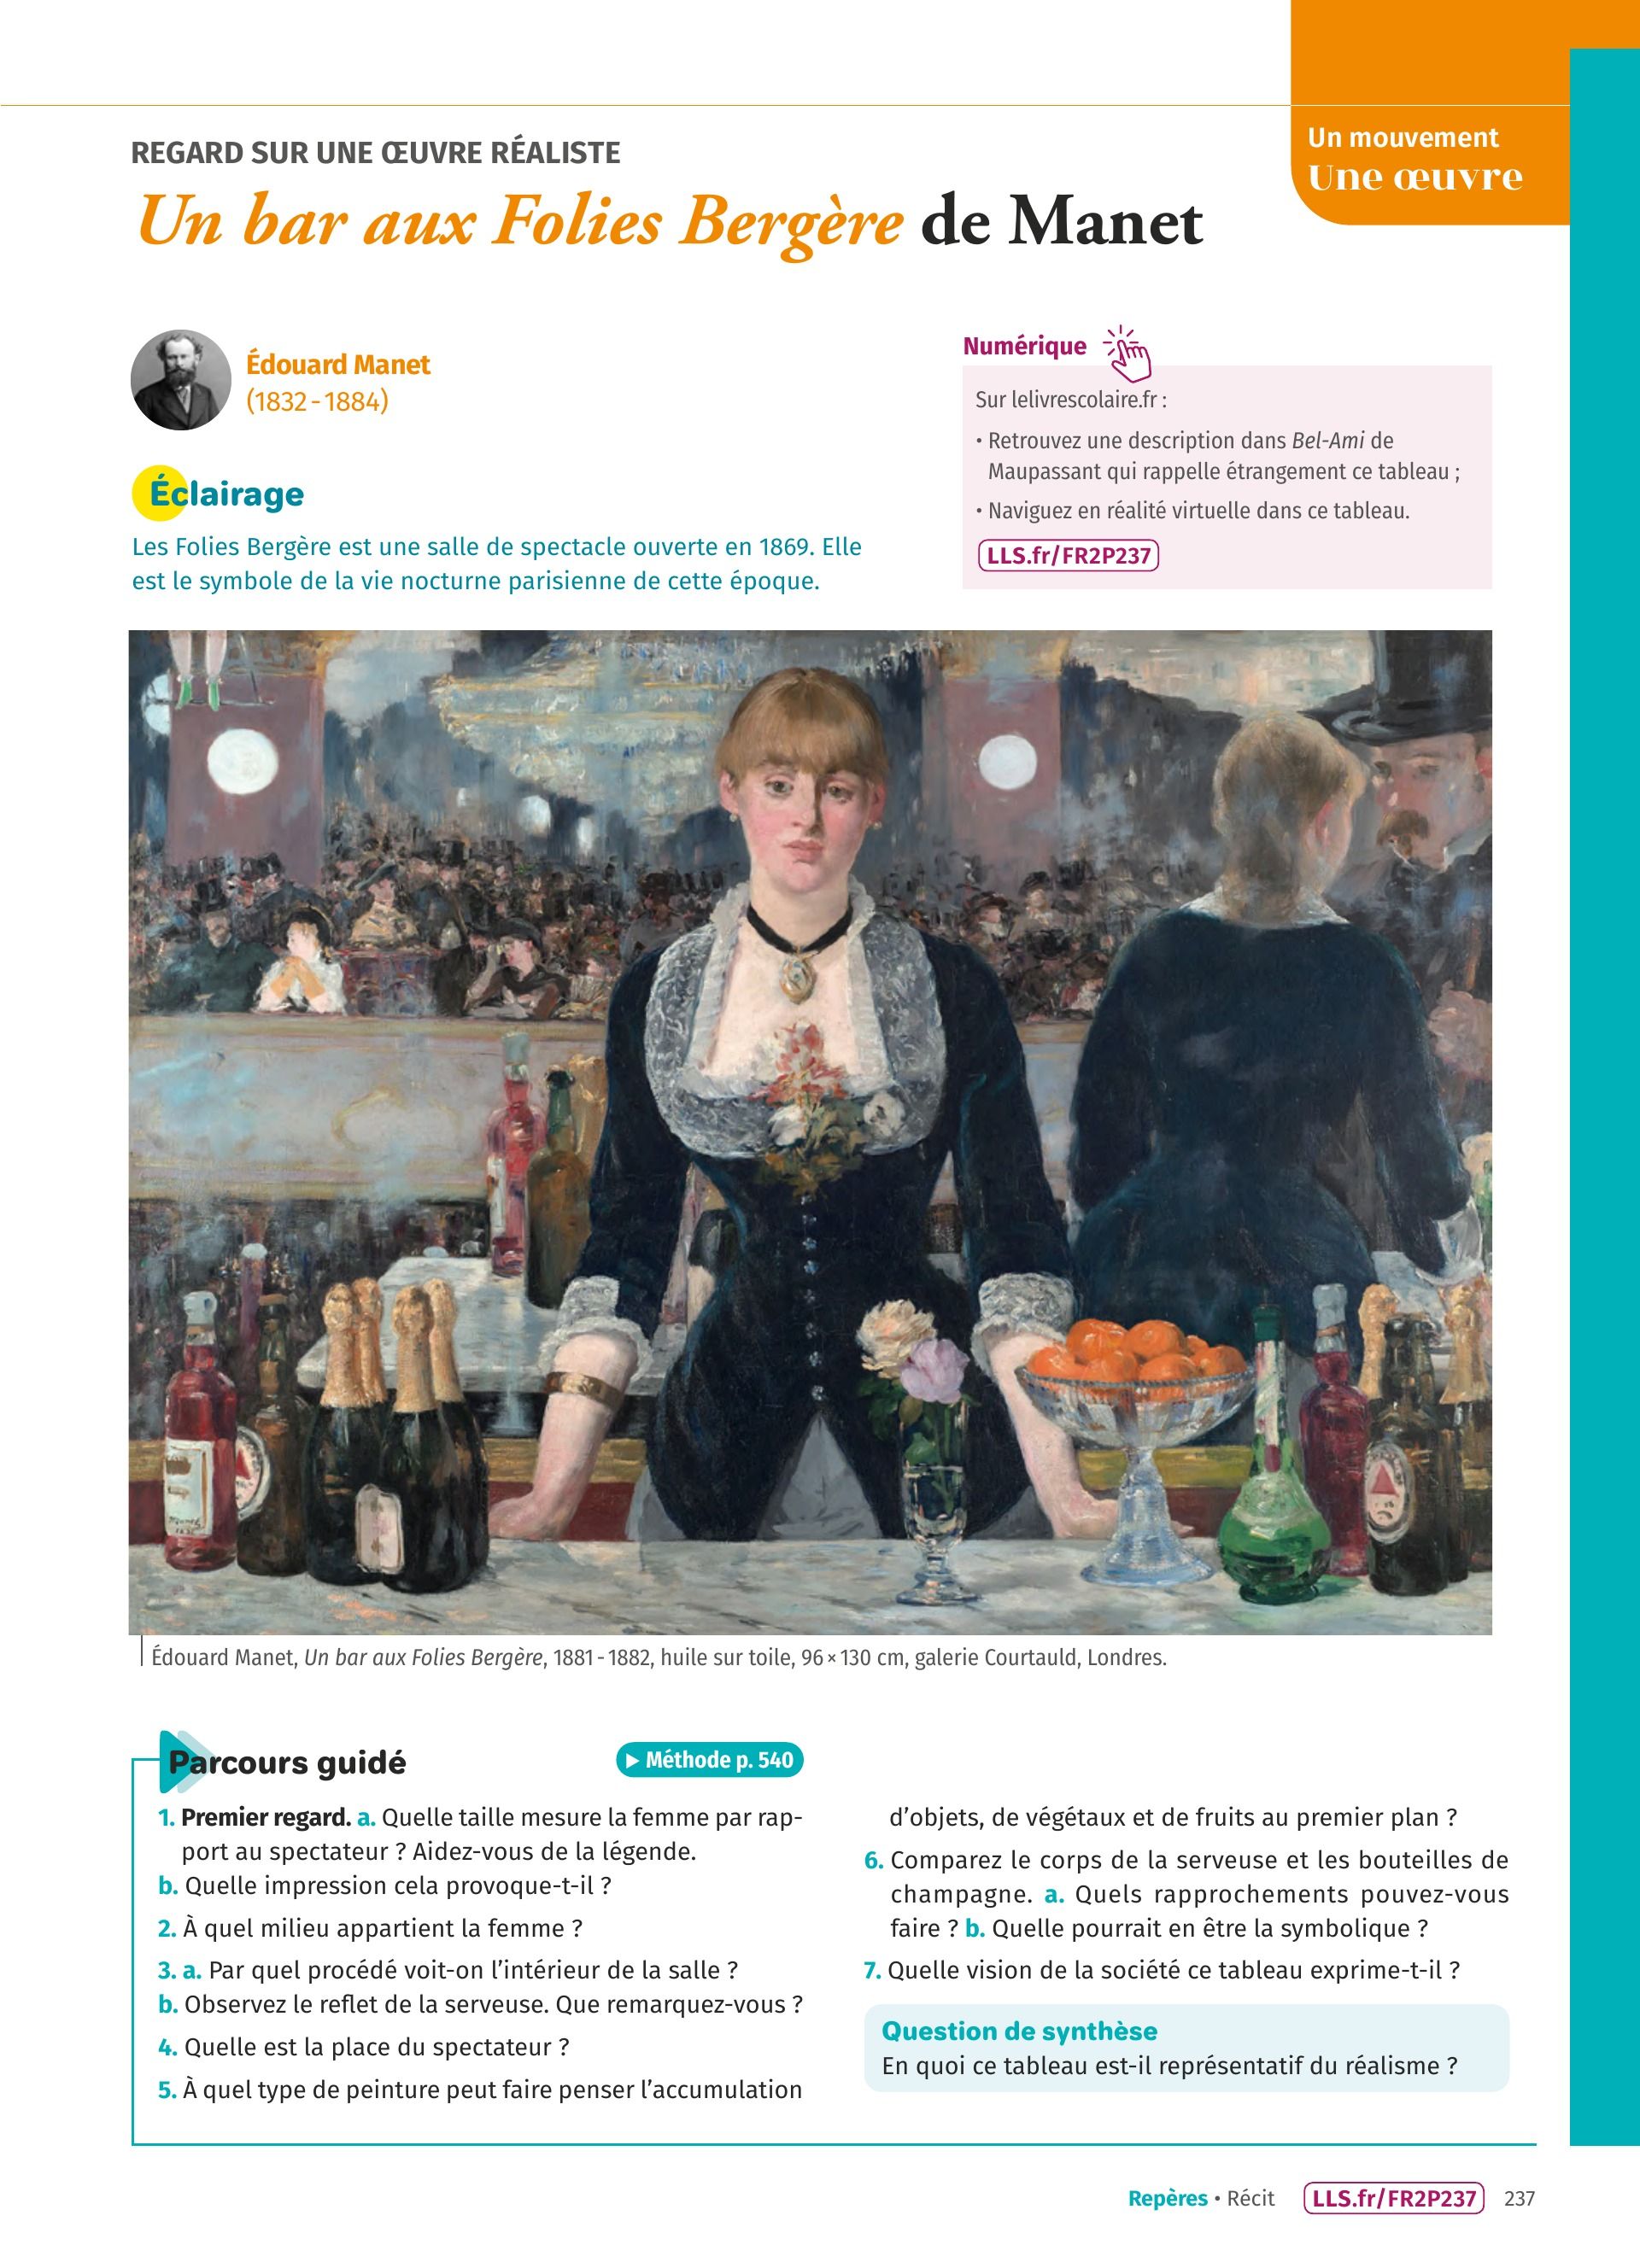 Un mouvement
Une œuvre
REGARD SUR UNE ŒUVRE RÉALISTE
Un bar aux Folies Bergère de Manet
Édouard Manet
(1832-1884)
Éclairage
Les Folies Bergère est une salle de spectacle ouverte en 1869. Elle
est le symbole de la vie nocturne parisienne de cette époque.
Numérique
Sur lelivrescolaire.fr :
• Retrouvez une description dans Bel-Ami de
Maupassant qui rappelle étrangement ce tableau ;
• Naviguez en réalité virtuelle dans ce tableau.
LLS.fr/FR2P237
Édouard Manet, Un bar aux Folies Bergère, 1881-1882, huile sur toile, 96 × 130 cm, galerie Courtauld, Londres.
Parcours guidé
Méthode p. 540
1. Premier regard. a. Quelle taille mesure la femme par rap-
port au spectateur ? Aidez-vous de la légende.
b. Quelle impression cela provoque-t-il ?
2. À quel milieu appartient la femme ?
3. a. Par quel procédé voit-on l'intérieur de la salle ?
b. Observez le reflet de la serveuse. Que remarquez-vous ?
4. Quelle est la place du spectateur ?
5. À quel type de peinture peut faire penser l'accumulation
d'objets, de végétaux et de fruits au premier plan ?
6. Comparez le corps de la serveuse et les bouteilles de
champagne. a. Quels rapprochements pouvez-vous
faire ? b. Quelle pourrait en être la symbolique ?
7. Quelle vision de la société ce tableau exprime-t-il ?
Question de synthèse
En quoi ce tableau est-il représentatif du réalisme ?
Repères • Récit
LLS.fr/FR2P237
237